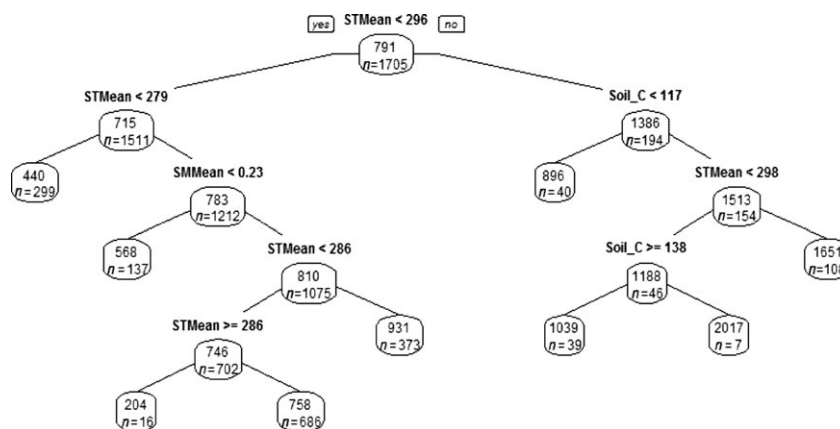 yes STMean < 296 no
791
n=1705
STMean < 279 Soil_C < 117
715 1386
n=1511 n=194
440 SMMean < 0.23 896 STMean < 298
n=299 783 n=40 1513
n=1212 n=154
568 STMean < 286 Soil_C >= 138 1651
n=137 810 1188 n=108
n=1075 n=46
STMean >= 286 931 1039 2017
746 n=373 n=39 n=7
n=702
204 758
n=16 n=686